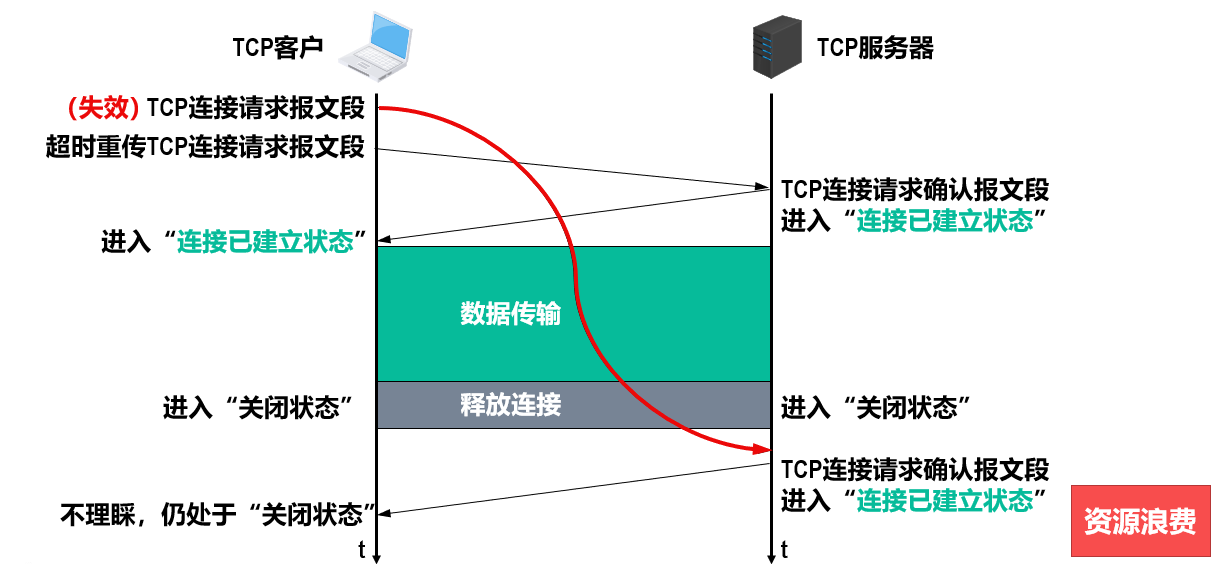 TCP客户
TCP服务器
(失效) TCP连接请求报文段
超时重传TCP连接请求报文段
TCP连接请求确认报文段
进入“连接已建立状态”
进入“连接已建立状态”
数据传输
进入“关闭状态”
释放连接
进入“关闭状态”
TCP连接请求确认报文段
进入“连接已建立状态”
不理睬，仍处于“关闭状态”
资源浪费
t
t